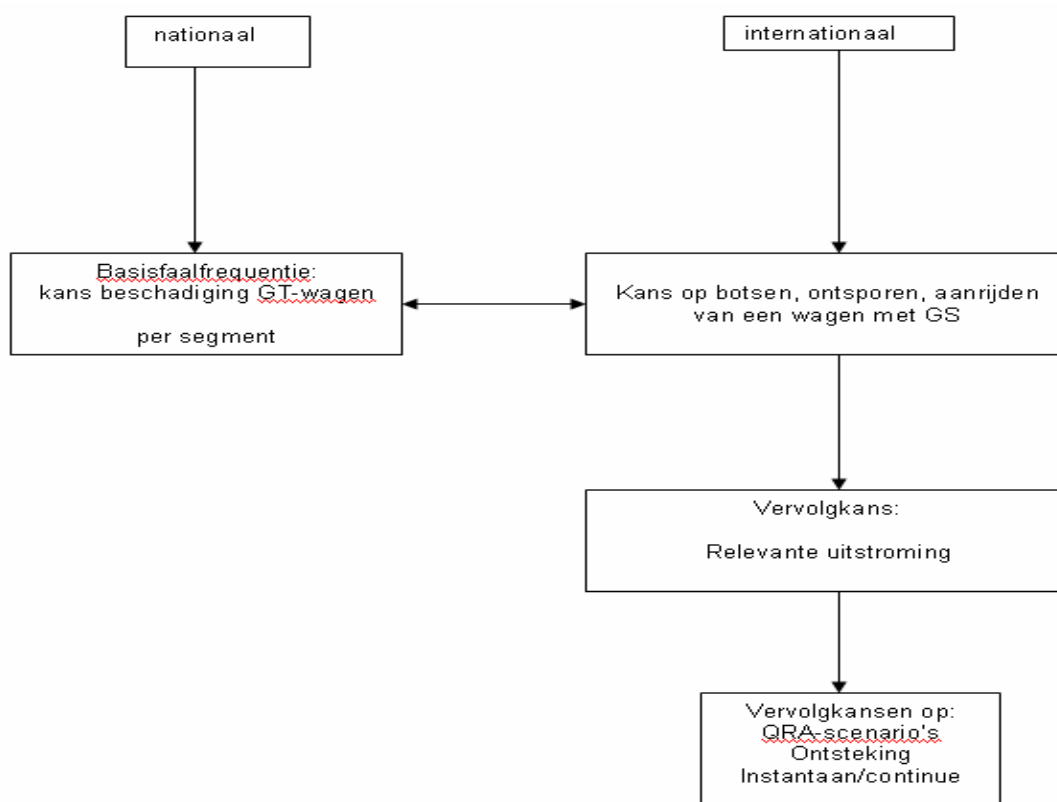 nationaal
internationaal
Basisfaalfrequentie:
kans beschadiging GT-wagen
per segment
Kans op botsen, ontsporen, aanrijden
van een wagen met GS
Vervolgkans:
Relevante uitstroming
Vervolgkansen op:
QRA-scenario's
Ontsteking
Instantaan/continue